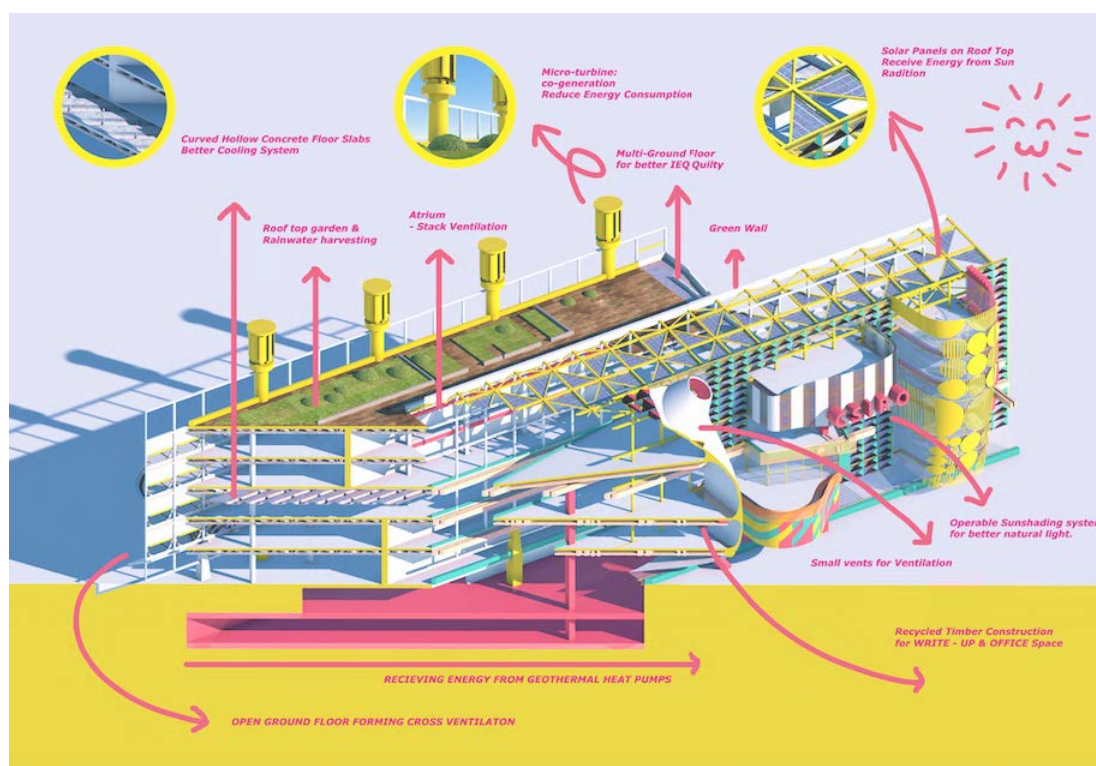 Solar Panels on Roof Top
Receive Energy from Sun
Radition
Micro-turbine:
co-generation
Reduce Energy Consumption
Curved Hollow Concrete Floor Slabs
Better Cooling System
Multi-Ground Floor
for better IEQ Quilty
Atrium
- Stack Ventilation
Roof top garden &
Rainwater harvesting
Green Wall
CSIRO
Operable Sunshading system
for better natural light.
Small vents for Ventilation
Recycled Timber Construction
for WRITE - UP & OFFICE Space
RECIEVING ENERGY FROM GEOTHERMAL HEAT PUMPS
OPEN GROUND FLOOR FORMING CROSS VENTILATON